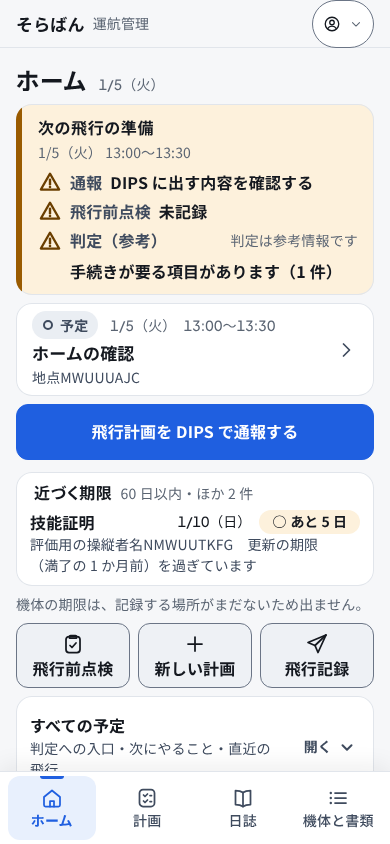 そらばん 運航管理
ホーム 1/5（火）
次の飛行の準備
1/5（火） 13:00〜13:30
通報 DIPS に出す内容を確認する
飛行前点検 未記録
判定（参考） 判定は参考情報です
手続きが要る項目があります（1 件）
予定 1/5（火） 13:00〜13:30
ホームの確認
地点MWUUUAJC
飛行計画を DIPS で通報する
近づく期限 60 日以内・ほか 2 件
技能証明 1/10（日） あと 5 日
評価用の操縦者名NMWUUTKFG 更新の期限
（満了の 1 か月前）を過ぎています
機体の期限は、記録する場所がまだないため出ません。
飛行前点検 新しい計画 飛行記録
すべての予定
判定への入口・次にやること・直近の 開く
飛行
ホーム 計画 日誌 機体と書類